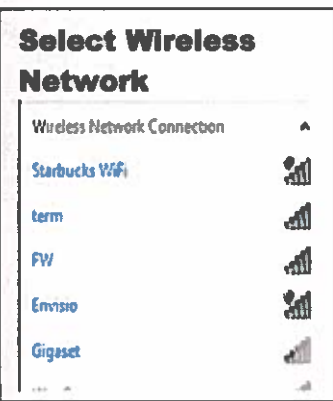 Select Wireless
Network
Wireless Network Connection
Starbucks WiFi
term
FW
Envisio
Gigaset